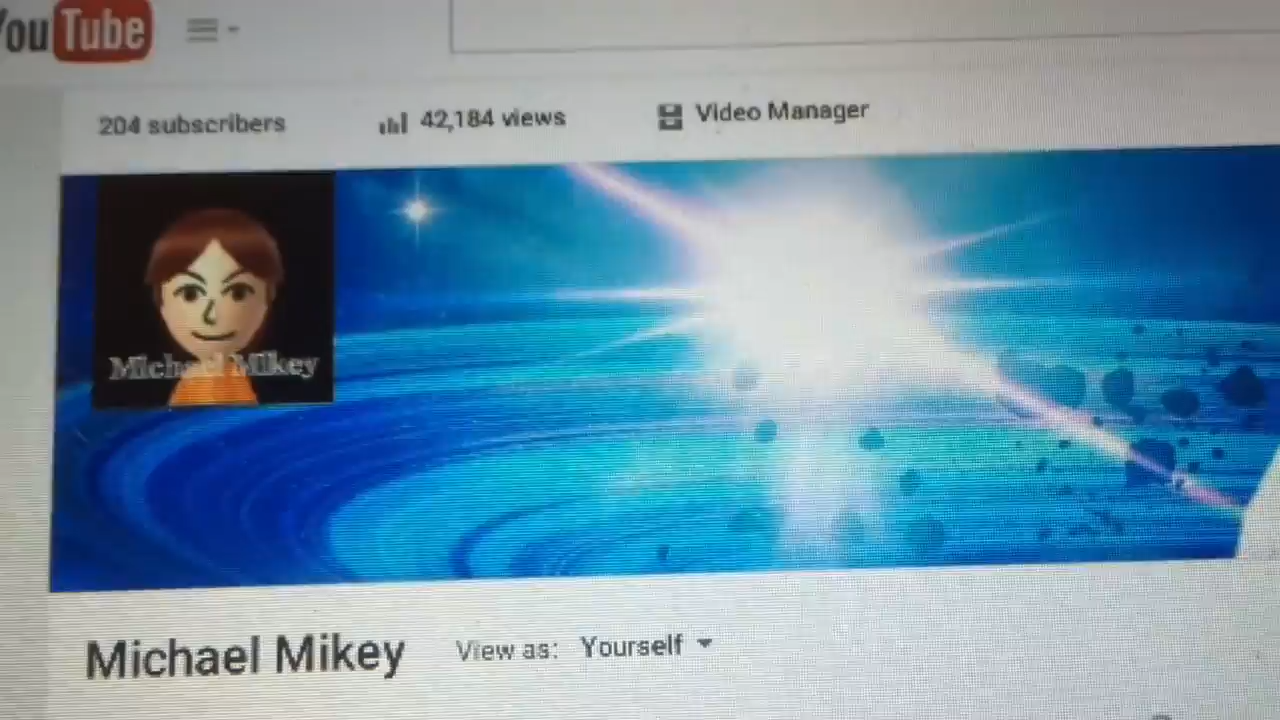 YouTube
204 subscribers
42,184 views
Video Manager
Michael Mikey
Michael Mikey
View as: Yourself